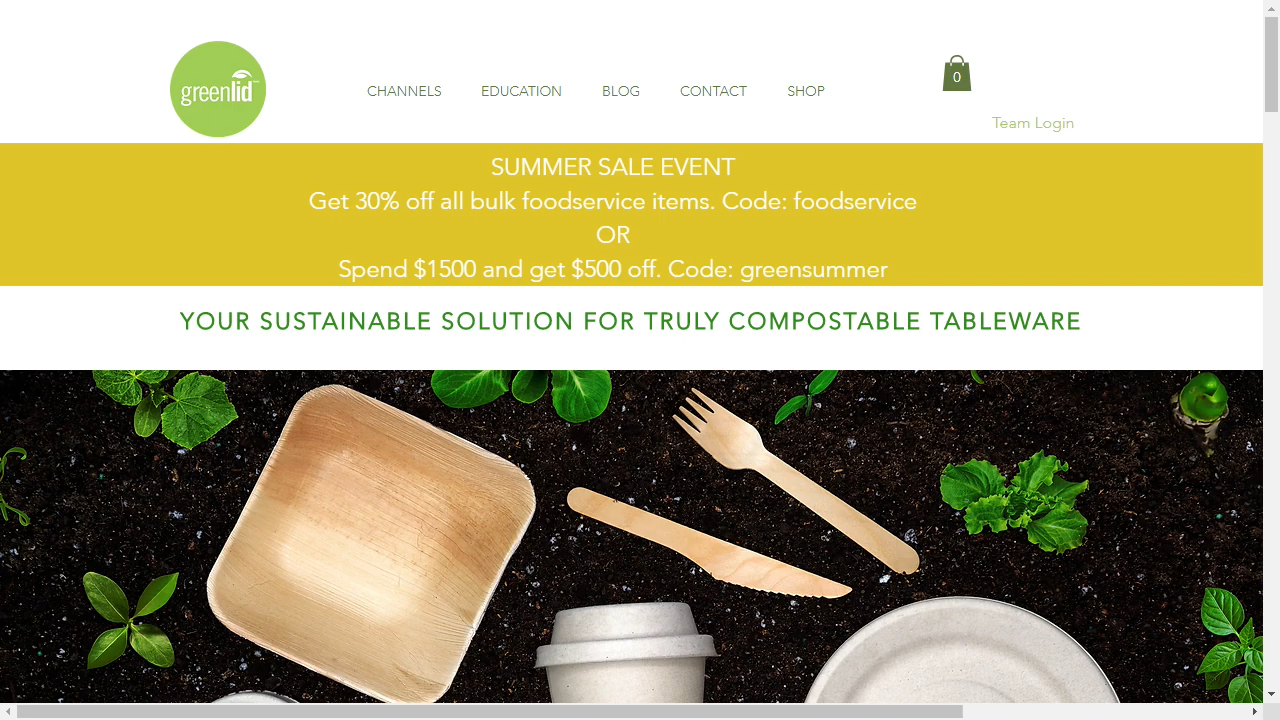 greenlid
CHANNELS
EDUCATION
BLOG
CONTACT
SHOP
0
Team Login
SUMMER SALE EVENT
Get 30% off all bulk foodservice items. Code: foodservice
OR
Spend $1500 and get $500 off. Code: greensummer
YOUR SUSTAINABLE SOLUTION FOR TRULY COMPOSTABLE TABLEWARE